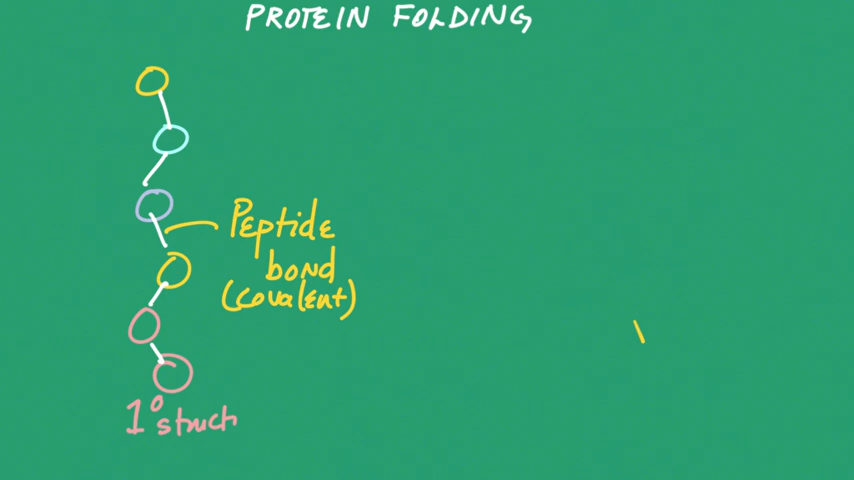 PROTEIN FOLDING
Peptide
bond
(covalent)
1° struct